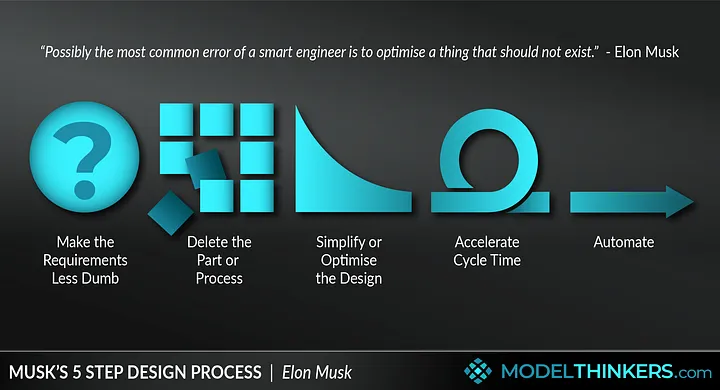 “Possibly the most common error of a smart engineer is to optimise a thing that should not exist.” - Elon Musk
?
Make the
Requirements
Less Dumb
Delete the
Part or
Process
Simplify or
Optimise
the Design
Accelerate
Cycle Time
Automate
MUSK’S 5 STEP DESIGN PROCESS | Elon Musk
MODELTHINKERS.com